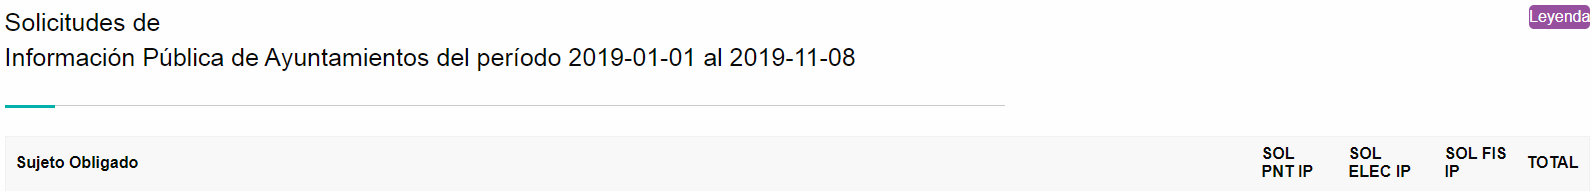 Solicitudes de
Leyenda
Información Pública de Ayuntamientos del período 2019-01-01 al 2019-11-08
Sujeto Obligado
SOL
PNT IP
SOL
ELEC IP
SOL FIS
IP
TOTAL